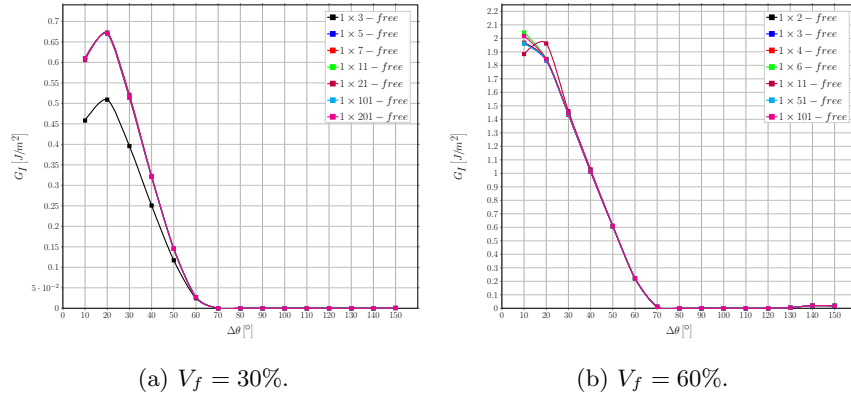 0.7
0.65
0.6
0.55
0.5
0.45
0.4
0.35
0.3
0.25
0.2
0.15
0.1
5 · 10⁻²
0
G_I [J/m²]
0 10 20 30 40 50 60 70 80 90 100 110 120 130 140 150
Δθ [°]
1 × 3 − free
1 × 5 − free
1 × 7 − free
1 × 11 − free
1 × 21 − free
1 × 101 − free
1 × 201 − free
(a) V_f = 30%.
2.2
2.1
2
1.9
1.8
1.7
1.6
1.5
1.4
1.3
1.2
1.1
1
0.9
0.8
0.7
0.6
0.5
0.4
0.3
0.2
0.1
0
G_I [J/m²]
0 10 20 30 40 50 60 70 80 90 100 110 120 130 140 150
Δθ [°]
1 × 2 − free
1 × 3 − free
1 × 4 − free
1 × 6 − free
1 × 11 − free
1 × 51 − free
1 × 101 − free
(b) V_f = 60%.